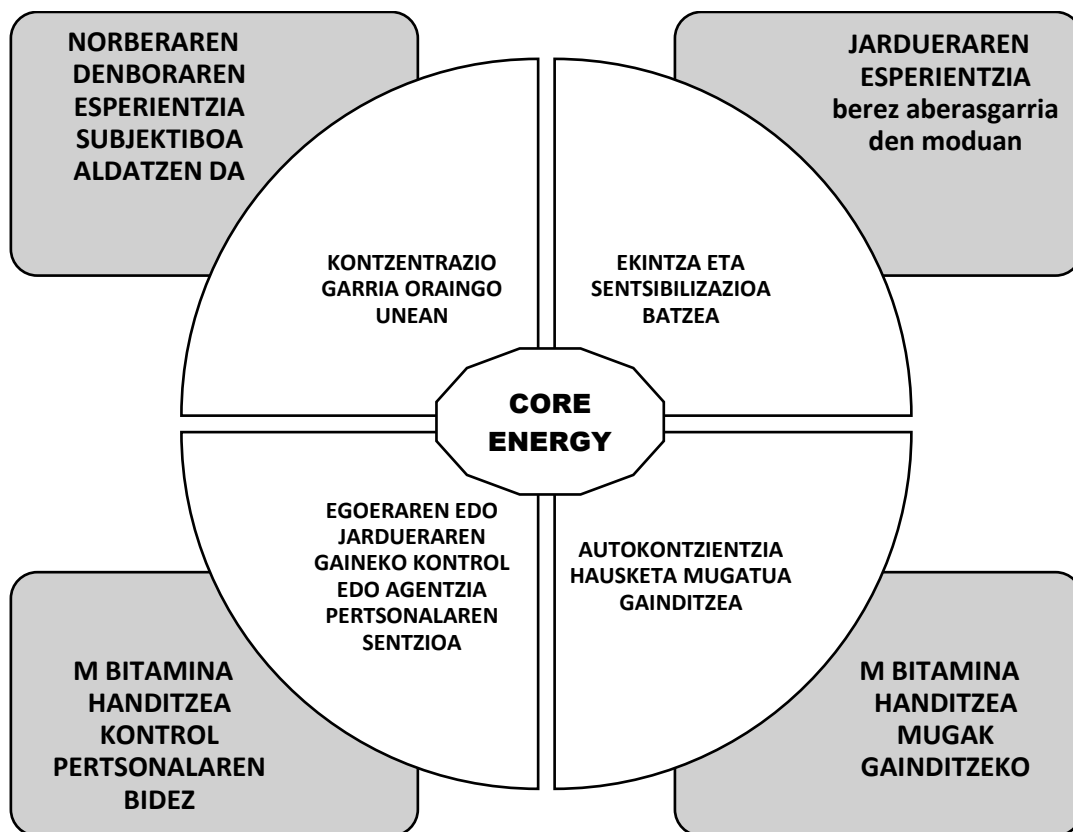 NORBERAREN
DENBORAREN
ESPERIENTZIA
SUBJEKTIBOA
ALDATZEN DA
JARDUERAREN
ESPERIENTZIA
berez aberasgarria
den moduan
KONTZENTRAZIO
GARRIA ORAINGO
UNEAN
EKINTZA ETA
SENTSIBILIZAZIOA
BATZEA
CORE
ENERGY
EGOERAREN EDO
JARDUERAREN
GAINEKO KONTROL
EDO AGENTZIA
PERTSONALAREN
SENTZIOA
AUTOKONTZIENTZIA
HAUSKETA MUGATUA
GAINDITZEA
M BITAMINA
HANDITZEA
KONTROL
PERTSONALAREN
BIDEZ
M BITAMINA
HANDITZEA
MUGAK
GAINDITZEKO